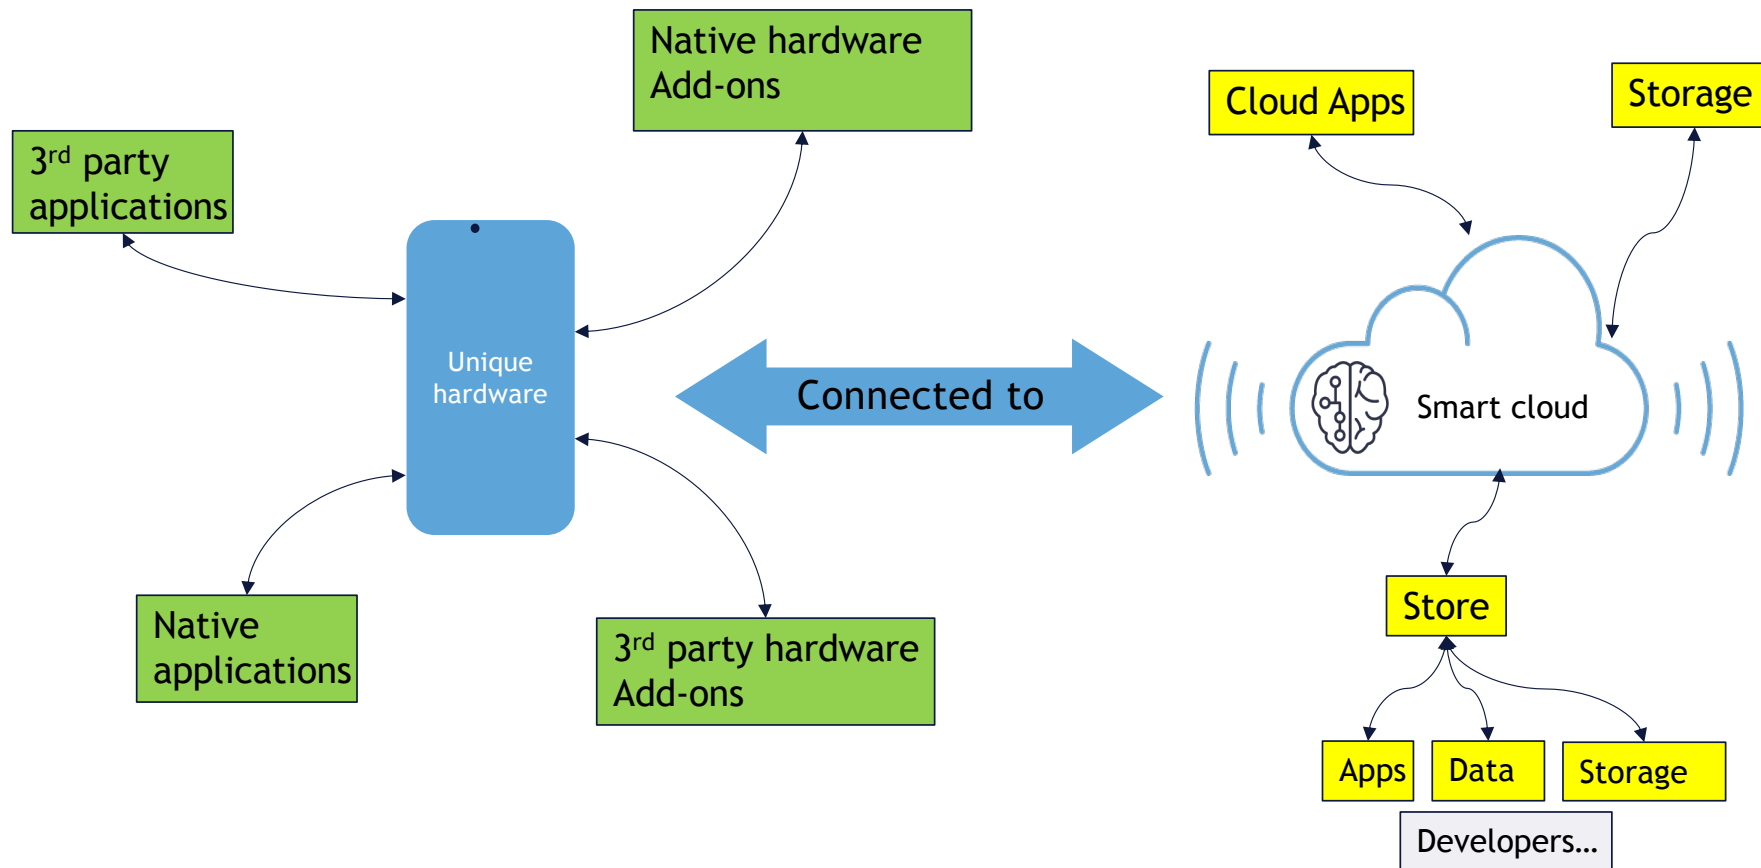 Native hardware
Add-ons
Cloud Apps
Storage
3rd party
applications
Unique
hardware
Connected to
Smart cloud
Native
applications
3rd party hardware
Add-ons
Store
Apps
Data
Storage
Developers...